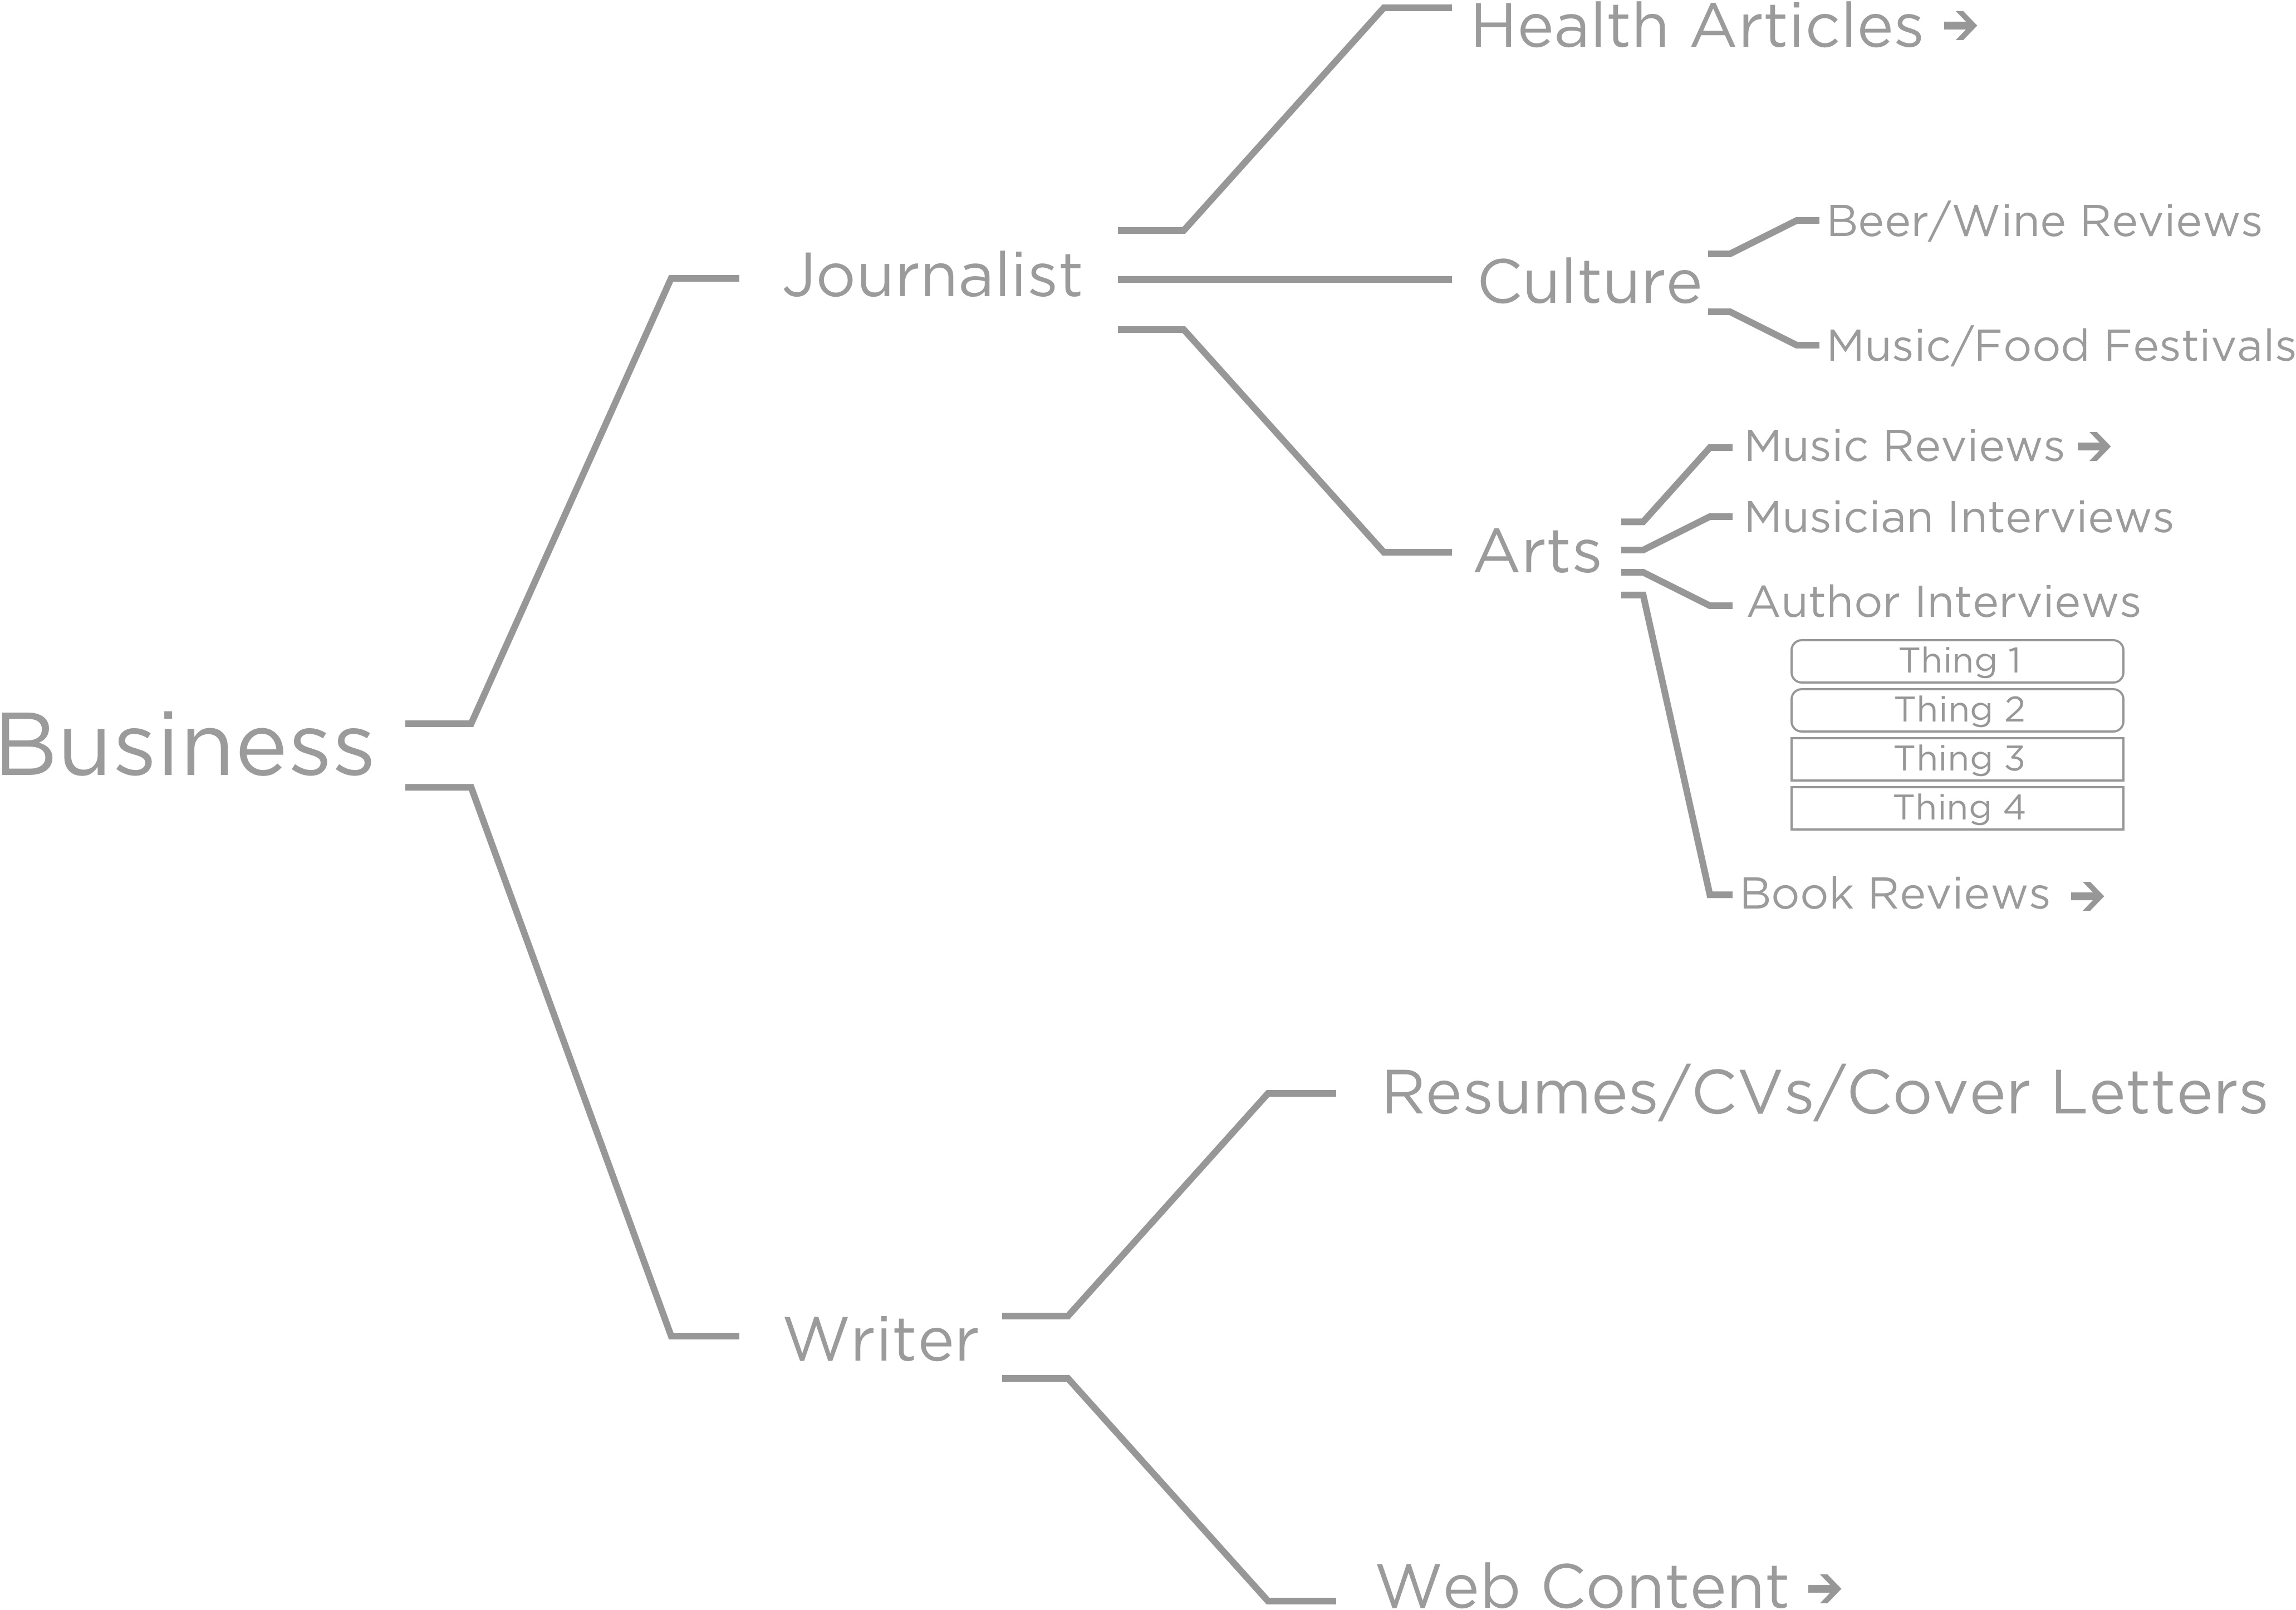 Health Articles
Beer/Wine Reviews
Journalist
Culture
Music/Food Festivals
Music Reviews
Musician Interviews
Arts
Author Interviews
Thing 1
Thing 2
Business
Thing 3
Thing 4
Book Reviews
Resumes/CVs/Cover Letters
Writer
Web Content